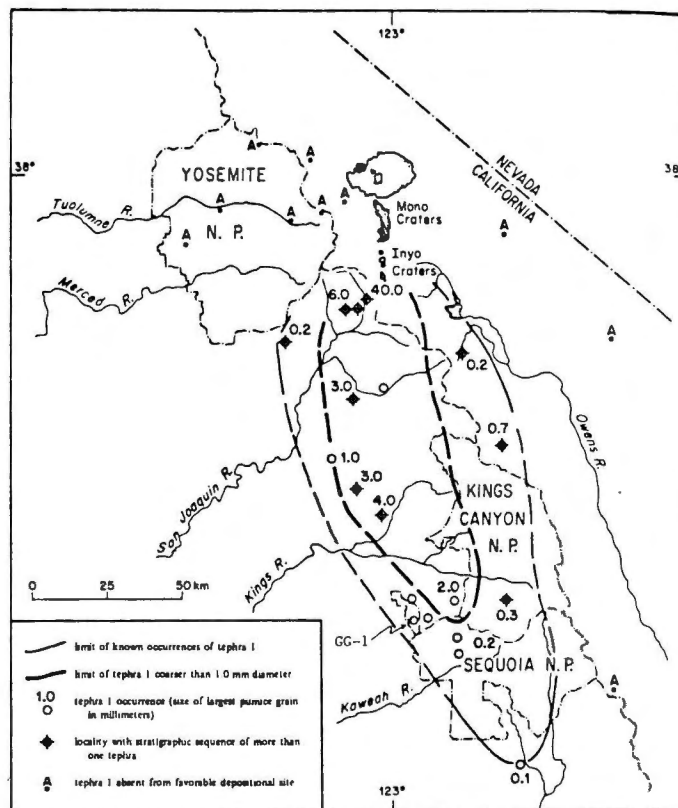 123°
38°
38°
NEVADA
CALIFORNIA
YOSEMITE
N. P.
Tuolumne R.
Merced R.
Mono
Craters
Inyo
Craters
A
A
A
A
A
A
A
A
A
A
40.0
6.0
0.2
0.2
3.0
0.7
1.0
3.0
4.0
Owens R.
San Joaquin R.
KINGS
CANYON
N.P.
Kings R.
0 25 50 km
2.0
0.3
GG-1
0.2
SEQUOIA N.P.
Kaweah R.
A
0.1
123°
limit of known occurrences of tephra 1
limit of tephra 1 coarser than 1.0 mm diameter
1.0 tephra 1 occurrence (size of largest pumice grain
in millimeters)
locality with stratigraphic sequence of more than
one tephra
A tephra 1 absent from favorable depositional site